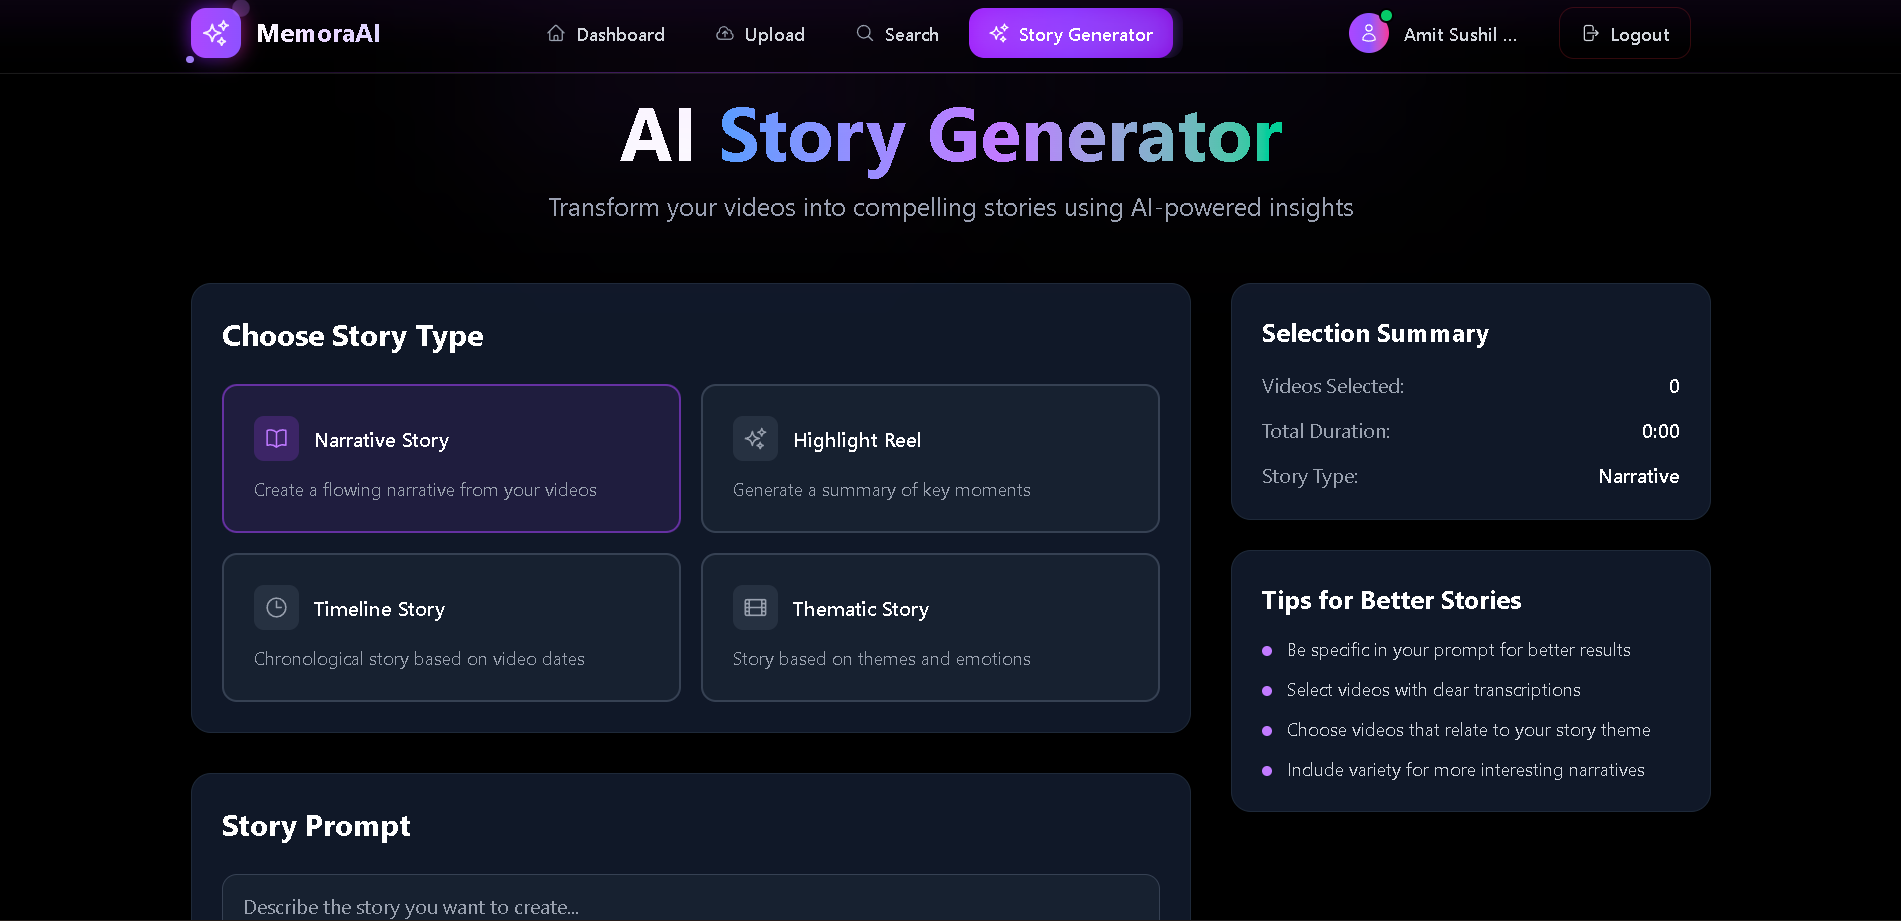 MemoraAI
Dashboard
Upload
Search
Story Generator
Amit Sushil ...
Logout
AI Story Generator
Transform your videos into compelling stories using AI-powered insights
Choose Story Type
Narrative Story
Create a flowing narrative from your videos
Highlight Reel
Generate a summary of key moments
Timeline Story
Chronological story based on video dates
Thematic Story
Story based on themes and emotions
Story Prompt
Describe the story you want to create...
Selection Summary
Videos Selected: 0
Total Duration: 0:00
Story Type: Narrative
Tips for Better Stories
Be specific in your prompt for better results
Select videos with clear transcriptions
Choose videos that relate to your story theme
Include variety for more interesting narratives